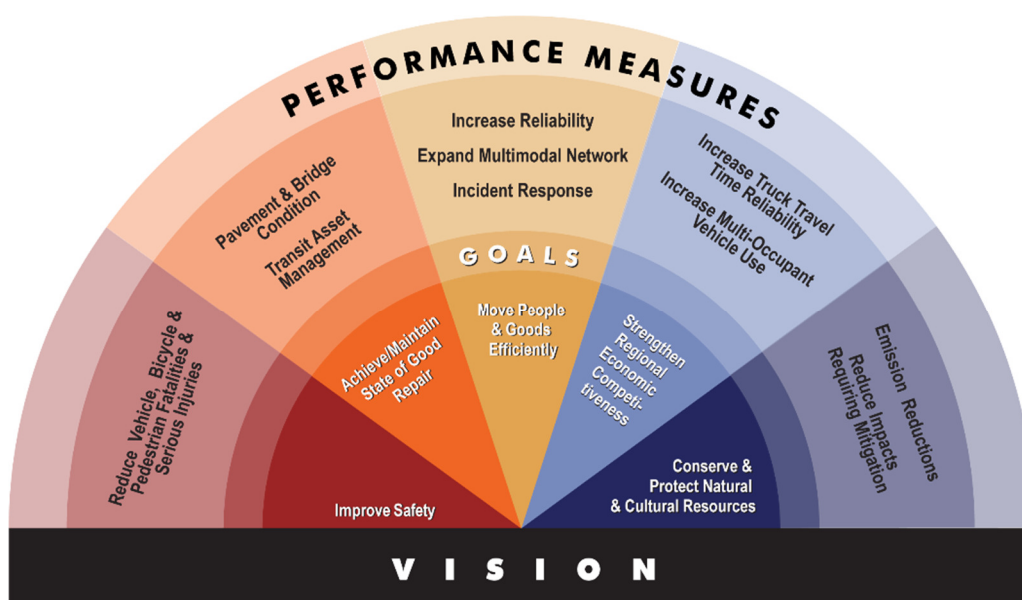 PERFORMANCE MEASURES
Reduce Vehicle, Bicycle &
Pedestrian Fatalities &
Serious Injuries
Pavement & Bridge
Condition
Transit Asset
Management
Increase Reliability
Expand Multimodal Network
Incident Response
Increase Truck Travel
Time Reliability
Increase Multi-Occupant
Vehicle Use
Emission Reductions
Reduce Impacts
Requiring Mitigation
GOALS
Improve Safety
Achieve/Maintain
State of Good
Repair
Move People
& Goods
Efficiently
Strengthen
Regional
Economic
Competi-
tiveness
Conserve &
Protect Natural
& Cultural Resources
VISION